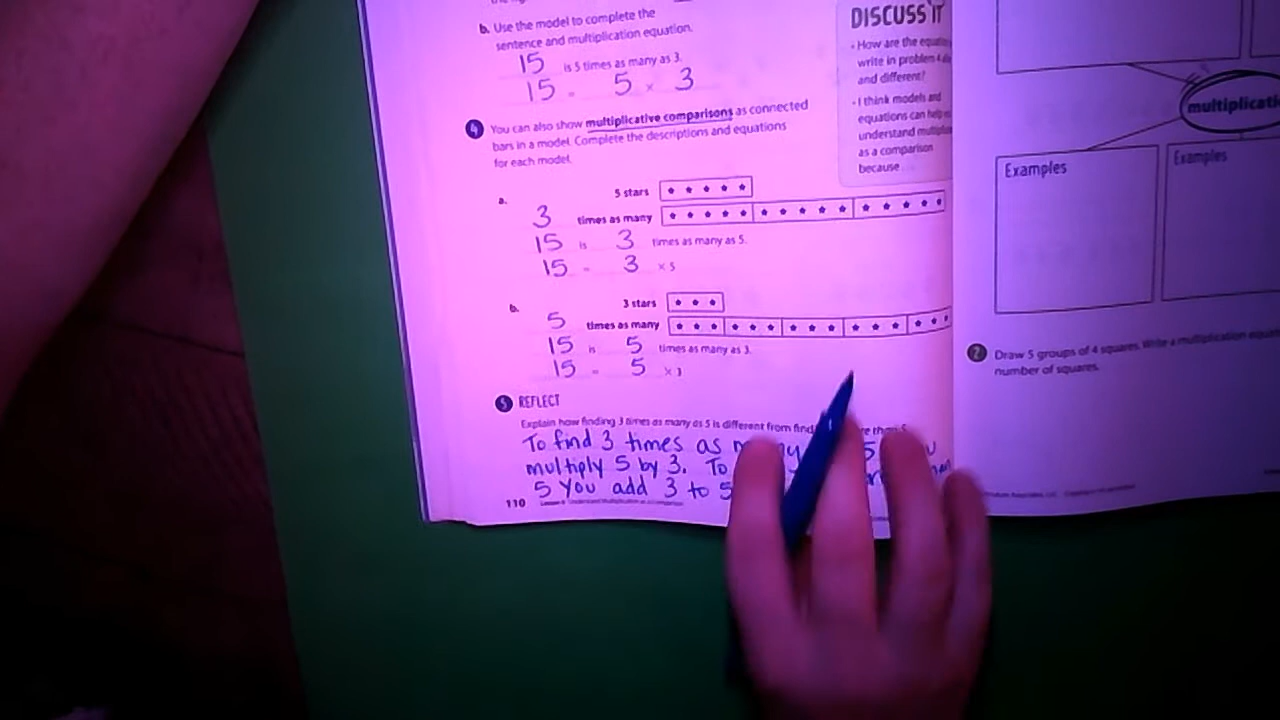 b. Use the model to complete the
sentence and multiplication equation.
15 is 5 times as many as 3.
15 = 5 × 3
4 You can also show multiplicative comparisons as connected
bars in a model. Complete the descriptions and equations
for each model.
a. 5 stars
3 times as many
15 is 3 times as many as 5.
15 = 3 × 5
b. 3 stars
5 times as many
15 is 5 times as many as 3.
15 = 5 × 3
5 REFLECT
Explain how finding 3 times as many as 5 is different from
To find 3 times as 5
multiply 5 by 3. To
5 You add 3 to 5
110 Lesson 6 Understand Multiplication as a Comparison
DISCUSS IT
• How are the
write in problem 4
and different?
• I think models and
equations can help
understand
as a comparison
because
Examples
Examples
7 Draw 5 groups of 4 squares. Write a multiplication
number of squares.